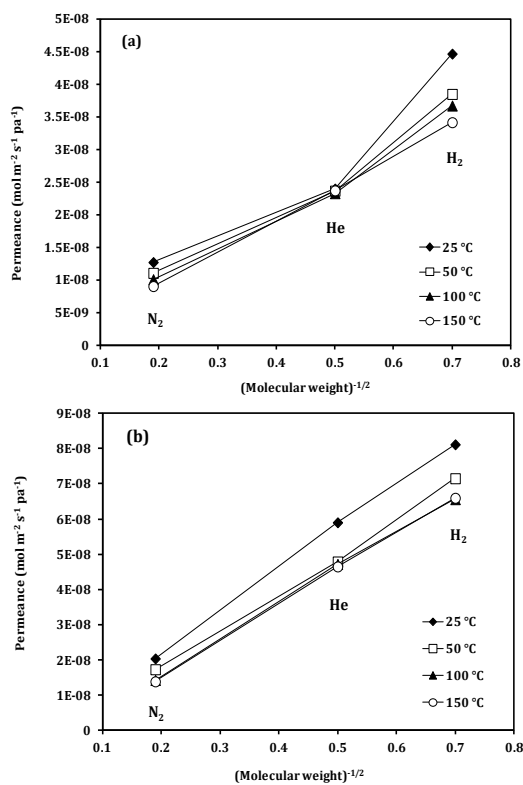 (a)
Permeance (mol m-2 s-1 pa-1)
5E-08
4.5E-08
4E-08
3.5E-08
3E-08
2.5E-08
2E-08
1.5E-08
1E-08
5E-09
0
N2
He
H2
25 °C
50 °C
100 °C
150 °C
0.1 0.2 0.3 0.4 0.5 0.6 0.7 0.8
(Molecular weight)-1/2
(b)
Permeance (mol m-2 s-1 pa-1)
9E-08
8E-08
7E-08
6E-08
5E-08
4E-08
3E-08
2E-08
1E-08
0
N2
He
H2
25 °C
50 °C
100 °C
150 °C
0.1 0.2 0.3 0.4 0.5 0.6 0.7 0.8
(Molecular weight)-1/2